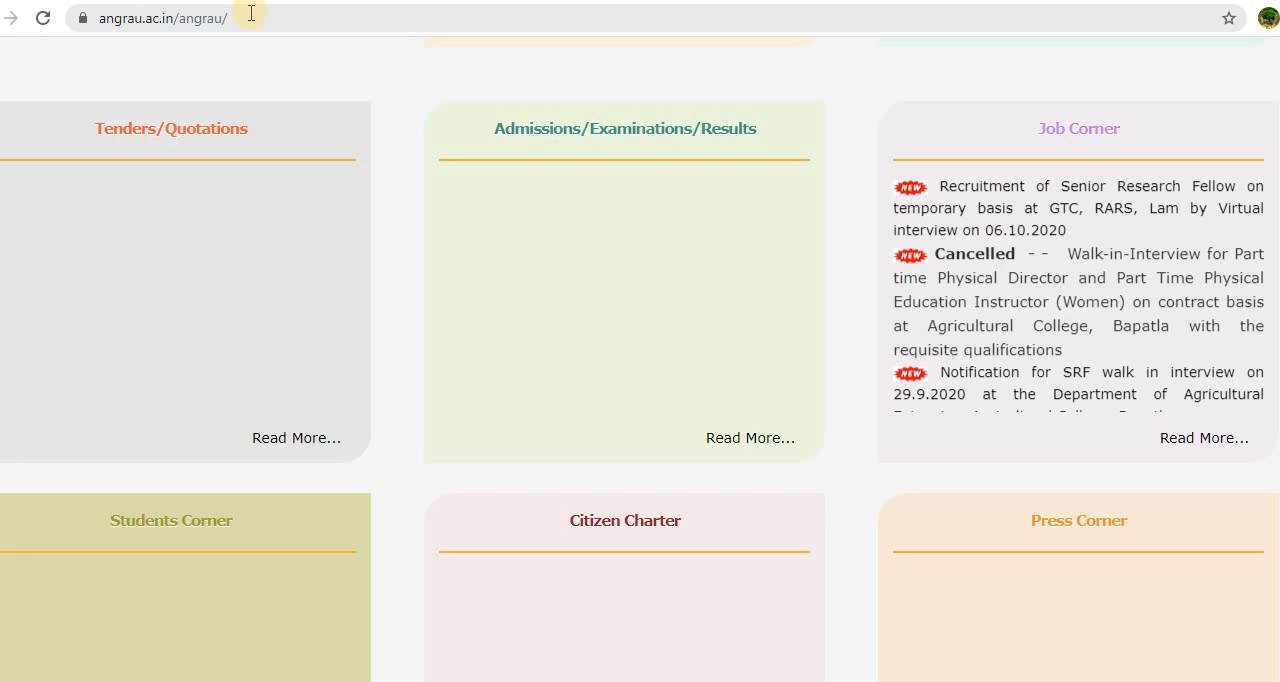 angrau.ac.in/angrau/
Tenders/Quotations
Read More...
Admissions/Examinations/Results
Read More...
Job Corner
NEW Recruitment of Senior Research Fellow on
temporary basis at GTC, RARS, Lam by Virtual
interview on 06.10.2020
NEW Cancelled - - Walk-in-Interview for Part
time Physical Director and Part Time Physical
Education Instructor (Women) on contract basis
at Agricultural College, Bapatla with the
requisite qualifications
NEW Notification for SRF walk in interview on
29.9.2020 at the Department of Agricultural
Read More...
Students Corner
Citizen Charter
Press Corner